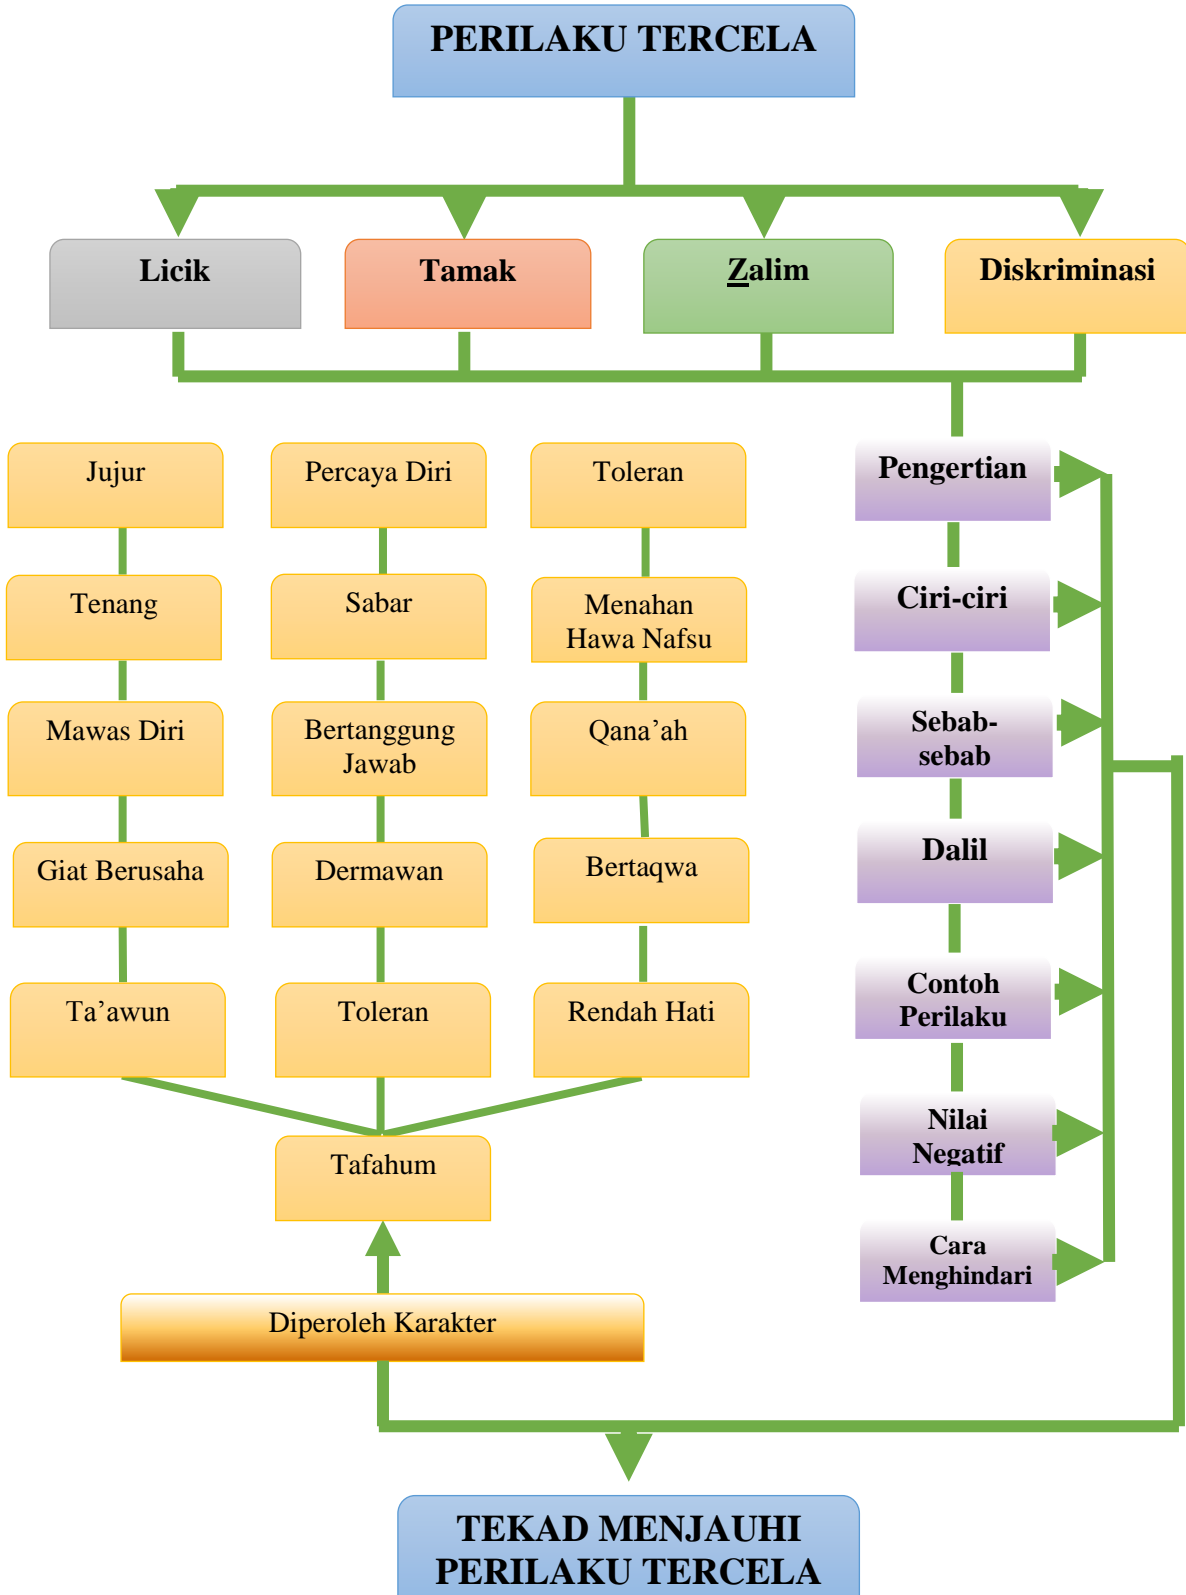 PERILAKU TERCELA
Licik
Tamak
Zalim
Diskriminasi
Jujur
Percaya Diri
Toleran
Pengertian
Tenang
Sabar
Menahan
Hawa Nafsu
Ciri-ciri
Mawas Diri
Bertanggung
Jawab
Qana’ah
Sebab-
sebab
Giat Berusaha
Dermawan
Bertaqwa
Dalil
Ta’awun
Toleran
Rendah Hati
Contoh
Perilaku
Tafahum
Nilai
Negatif
Cara
Menghindari
Diperoleh Karakter
TEKAD MENJAUHI
PERILAKU TERCELA